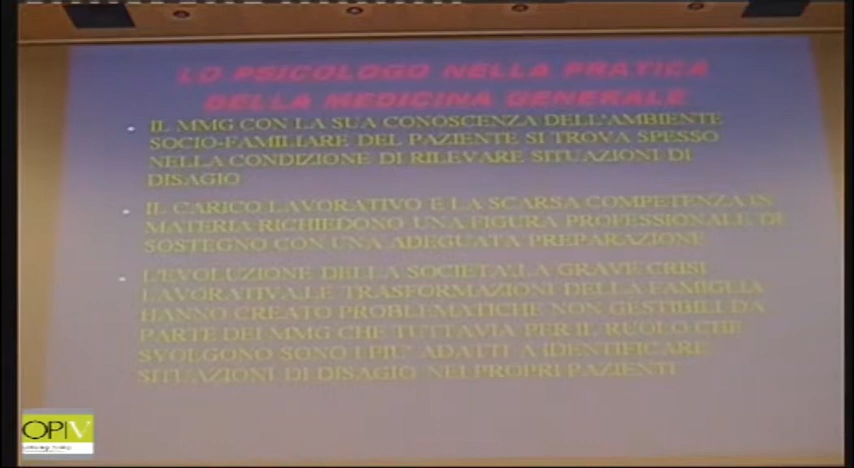 LO PSICOLOGO NELLA PRATICA
DELLA MEDICINA GENERALE
IL MMG CON LA SUA CONOSCENZA DELL'AMBIENTE
SOCIO-FAMILIARE DEL PAZIENTE SI TROVA SPESSO
NELLA CONDIZIONE DI RILEVARE SITUAZIONI DI
DISAGIO
IL CARICO LAVORATIVO E LA SCARSA COMPETENZA IN
MATERIA RICHIEDONO UNA FIGURA PROFESSIONALE DI
SOSTEGNO CON UNA ADEGUATA PREPARAZIONE
L'EVOLUZIONE DELLA SOCIETA',LA GRAVE CRISI
LAVORATIVA,LE TRASFORMAZIONI DELLA FAMIGLIA
HANNO CREATO PROBLEMATICHE NON GESTIBILI DA
PARTE DEI MMG CHE TUTTAVIA PER IL RUOLO CHE
SVOLGONO SONO I PIU' ADATTI A IDENTIFICARE
SITUAZIONI DI DISAGIO NEI PROPRI PAZIENTI
OPIV